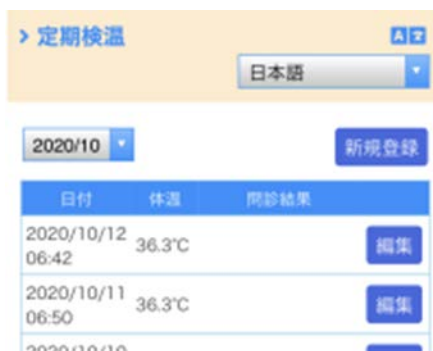 > 定期検温
日本語
2020/10
新規登録
日付 体温 問診結果
2020/10/12
06:42
36.3℃
編集
2020/10/11
06:50
36.3℃
編集